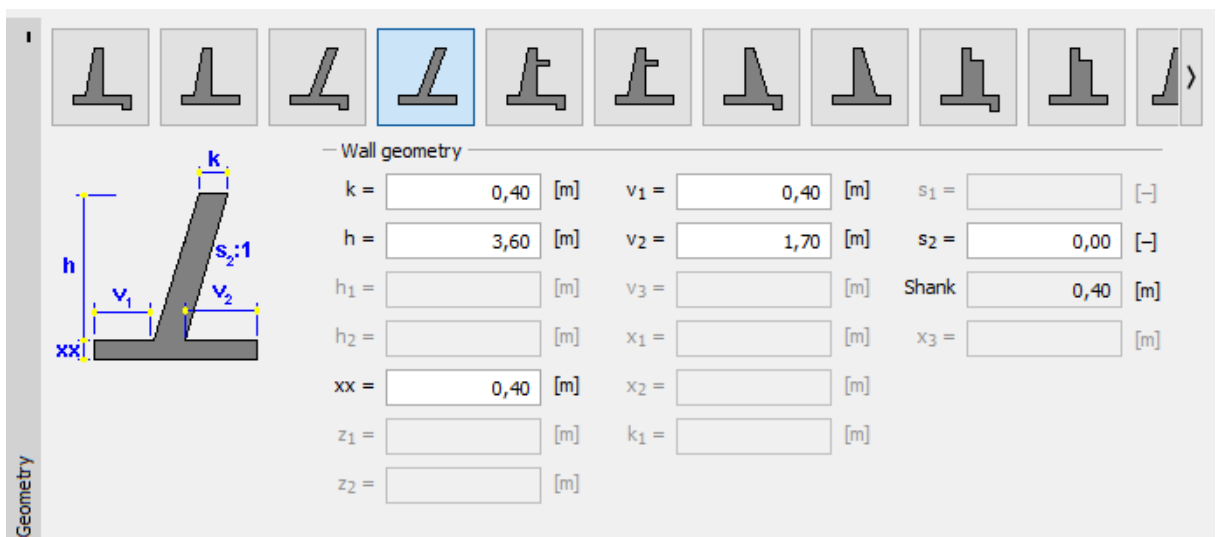 Wall geometry
k = 0,40 [m] v₁ = 0,40 [m] s₁ = [–]
h = 3,60 [m] v₂ = 1,70 [m] s₂ = 0,00 [–]
h₁ = [m] v₃ = [m] Shank 0,40 [m]
h₂ = [m] x₁ = [m] x₃ = [m]
xx = 0,40 [m] x₂ = [m]
z₁ = [m] k₁ = [m]
z₂ = [m]
k
s₂:1
h
v₁ v₂
xx
Geometry